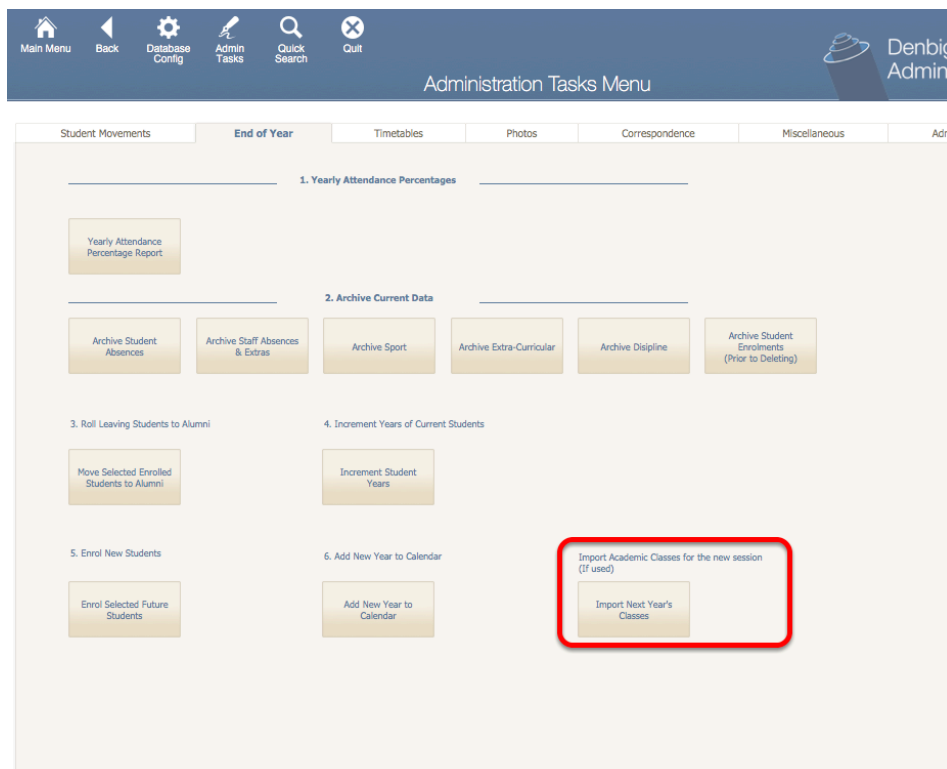 Main Menu
Back
Database
Config
Admin
Tasks
Quick
Search
Quit
Administration Tasks Menu
Denbig
Admin
Student Movements
End of Year
Timetables
Photos
Correspondence
Miscellaneous
Adr
1. Yearly Attendance Percentages
Yearly Attendance
Percentage Report
2. Archive Current Data
Archive Student
Absences
Archive Staff Absences
& Extras
Archive Sport
Archive Extra-Curricular
Archive Disipline
Archive Student
Enrolments
(Prior to Deleting)
3. Roll Leaving Students to Alumni
4. Increment Years of Current Students
Move Selected Enrolled
Students to Alumni
Increment Student
Years
5. Enrol New Students
6. Add New Year to Calendar
Import Academic Classes for the new session
(If used)
Enrol Selected Future
Students
Add New Year to
Calendar
Import Next Year's
Classes